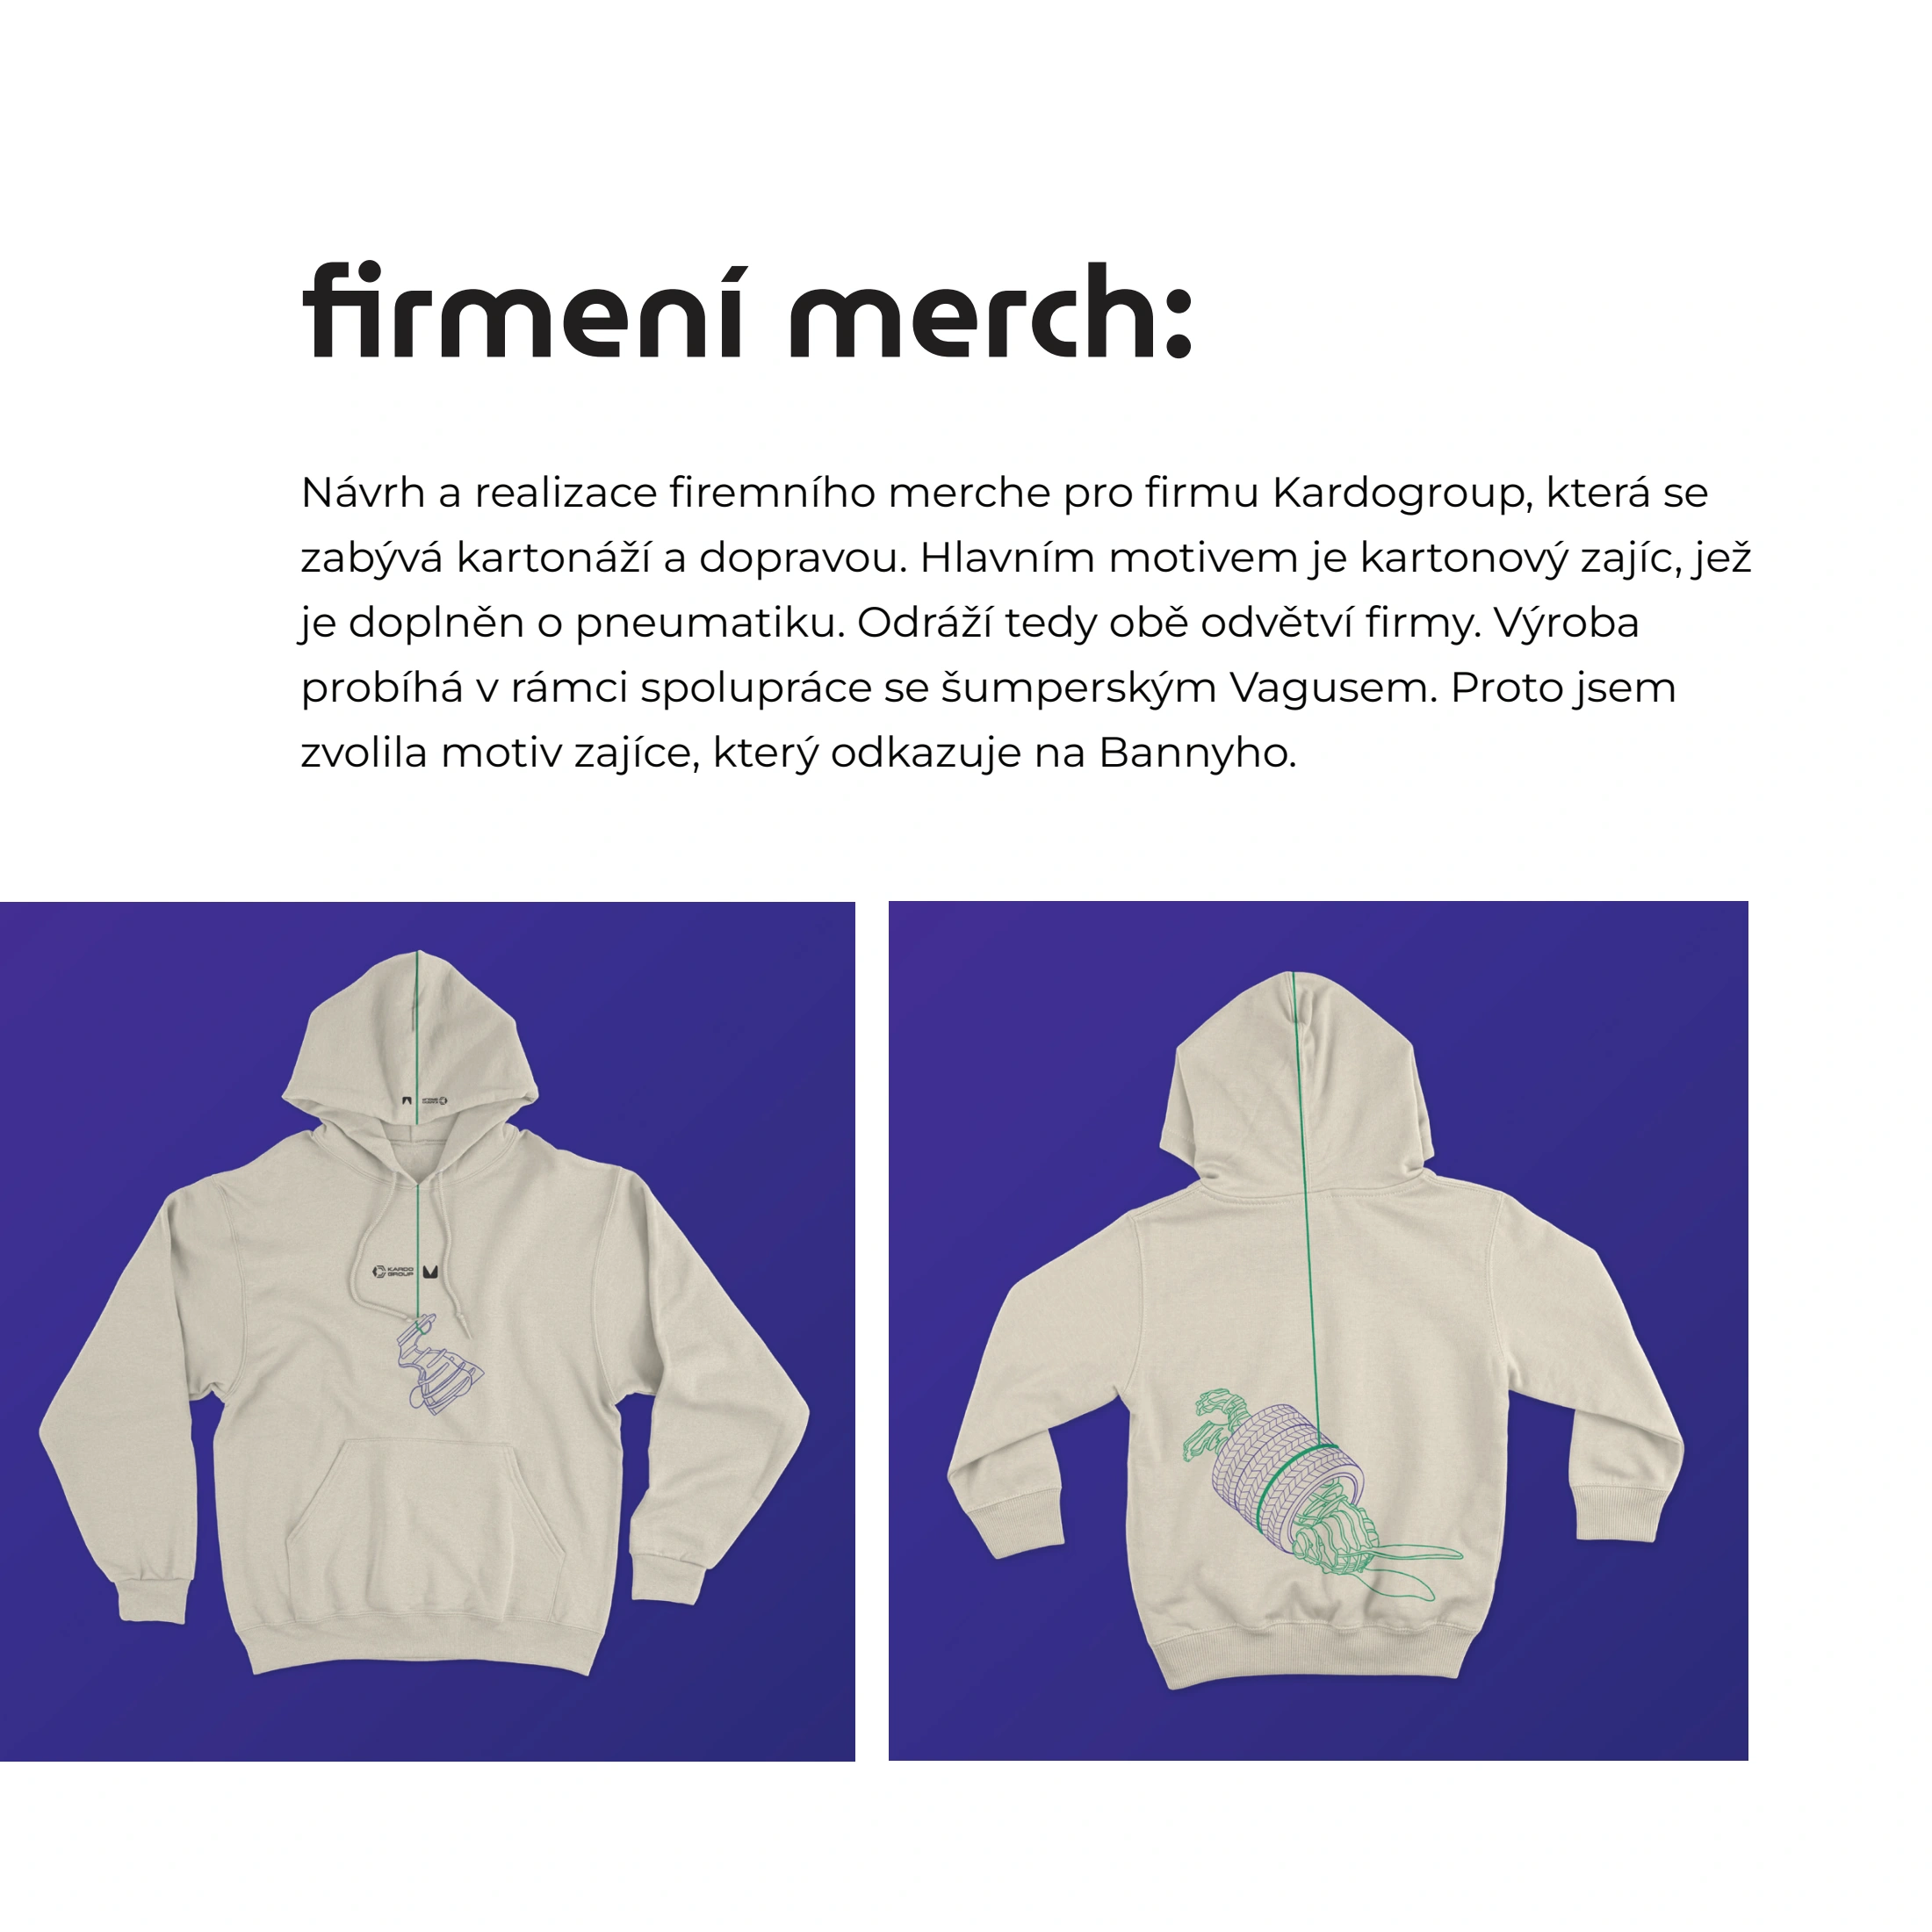 firmení merch:
Návrh a realizace firemního merche pro firmu Kardogroup, která se
zabývá kartonáží a dopravou. Hlavním motivem je kartonový zajíc, jež
je doplněn o pneumatiku. Odráží tedy obě odvětví firmy. Výroba
probíhá v rámci spolupráce se šumperským Vagusem. Proto jsem
zvolila motiv zajíce, který odkazuje na Bannyho.
KARDO
GROUP